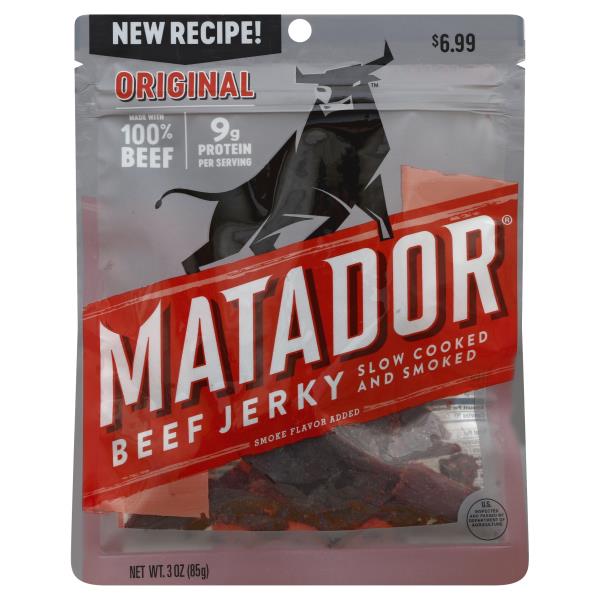 NEW RECIPE!
$6.99
ORIGINAL
MADE WITH
100%
BEEF
9g
PROTEIN
PER SERVING
TM
MATADOR®
BEEF JERKY
SLOW COOKED
AND SMOKED
SMOKE FLAVOR ADDED
U.S.
INSPECTED
AND PASSED BY
DEPARTMENT OF
AGRICULTURE
NET WT. 3 OZ (85g)